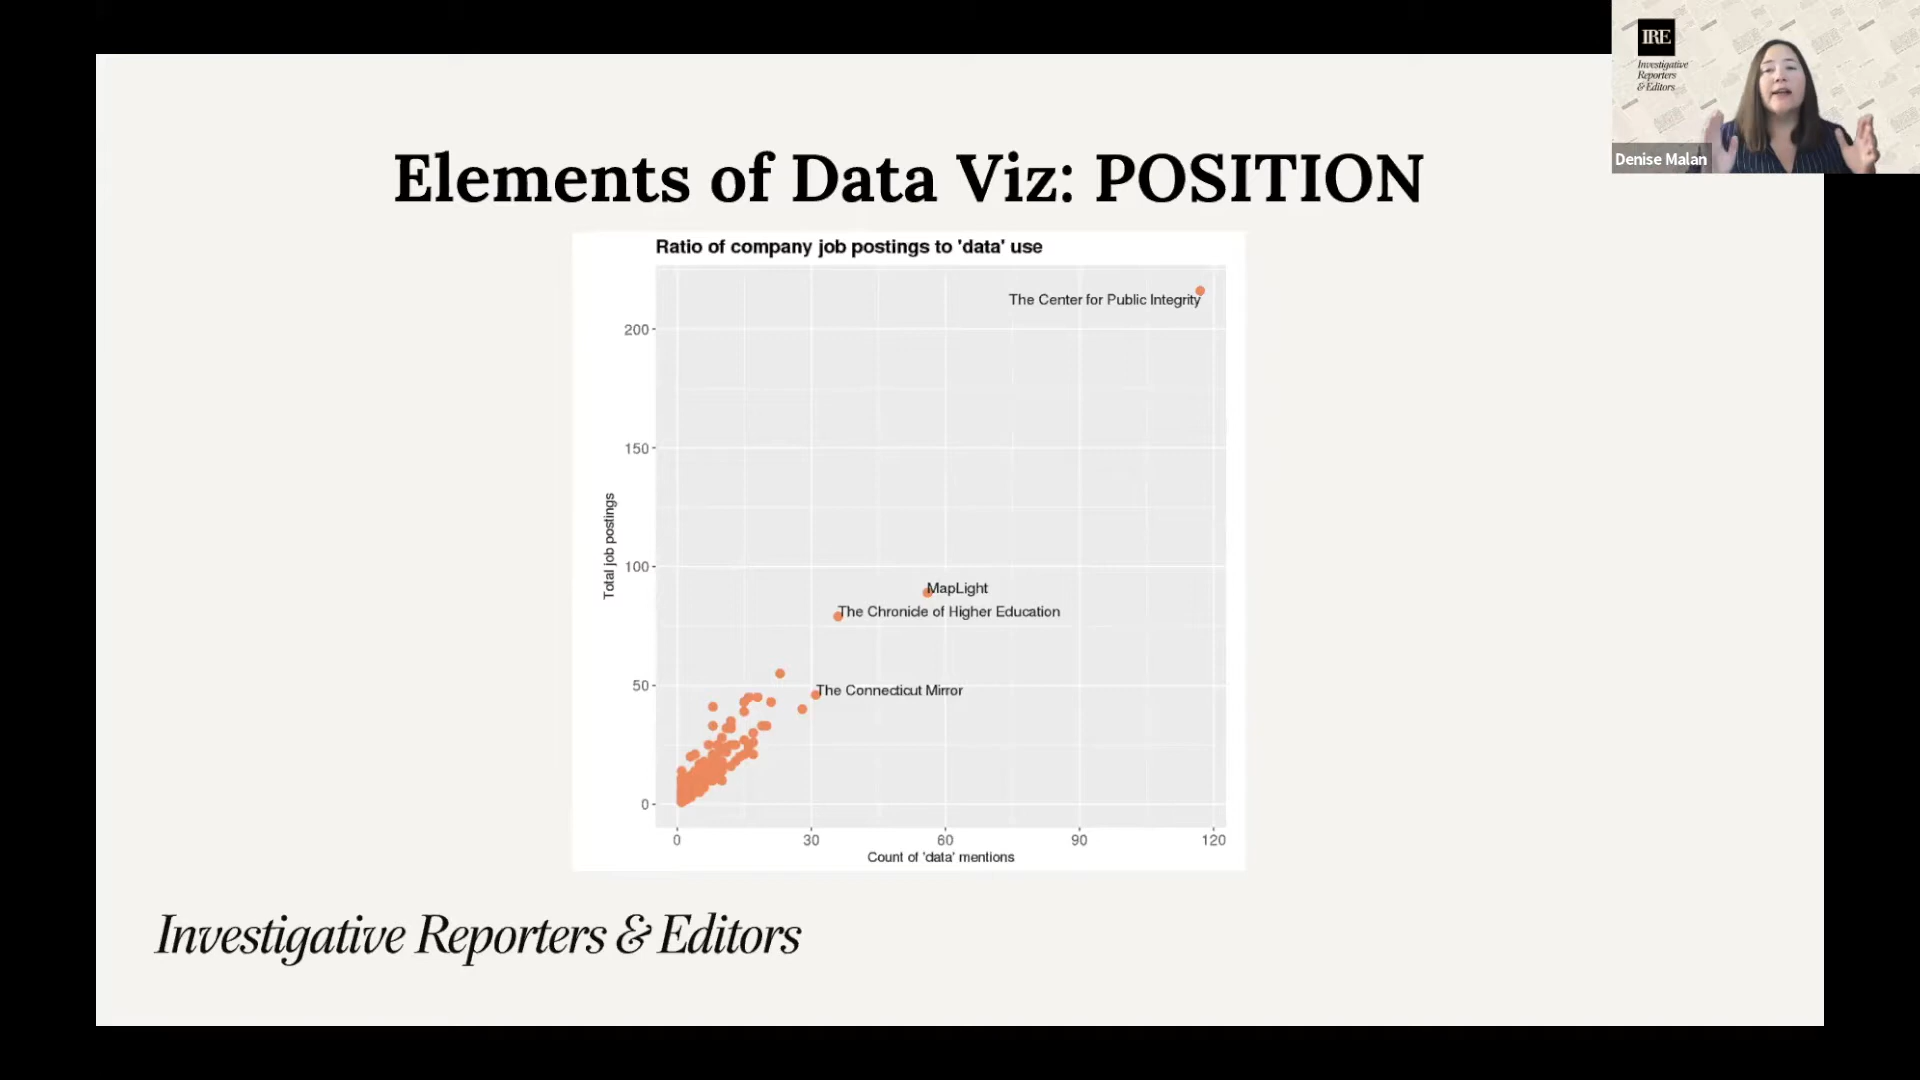 IRE
Investigative
Reporters
& Editors
Denise Malan
Elements of Data Viz: POSITION
Ratio of company job postings to 'data' use
The Center for Public Integrity
200
150
Total job postings
100
MapLight
The Chronicle of Higher Education
50
The Connecticut Mirror
0
0 30 60 90 120
Count of 'data' mentions
Investigative Reporters & Editors